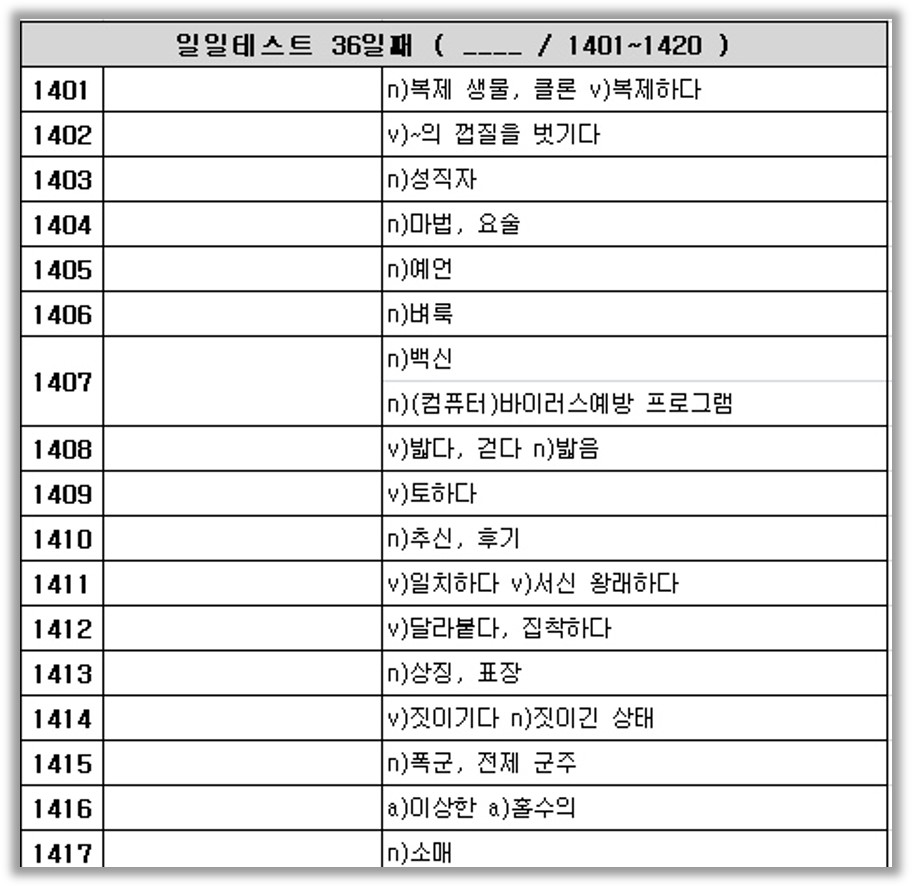 일일테스트 36일째 ( ____ / 1401~1420 )
1401 n)복제 생물, 클론 v)복제하다
1402 v)~의 껍질을 벗기다
1403 n)성직자
1404 n)마법, 요술
1405 n)예언
1406 n)벼룩
1407 n)백신
n)(컴퓨터)바이러스예방 프로그램
1408 v)밟다, 걷다 n)밟음
1409 v)토하다
1410 n)추신, 후기
1411 v)일치하다 v)서신 왕래하다
1412 v)달라붙다, 집착하다
1413 n)상징, 표장
1414 v)짓이기다 n)짓이긴 상태
1415 n)폭군, 전제 군주
1416 a)이상한 a)홀수의
1417 n)소매